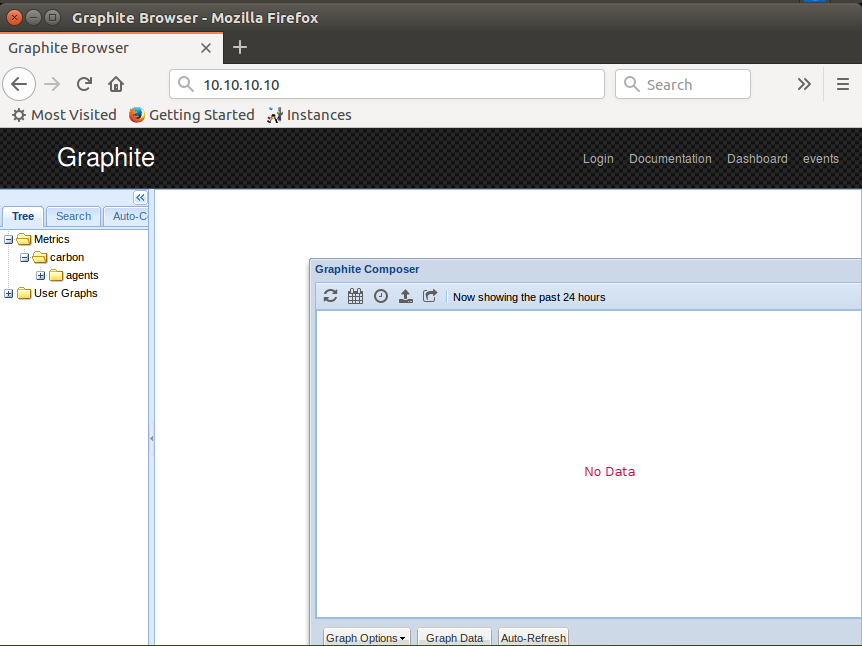 Graphite Browser - Mozilla Firefox
Graphite Browser
10.10.10.10
Search
Most Visited
Getting Started
Instances
Graphite
Login
Documentation
Dashboard
events
Tree
Search
Auto-C
Metrics
carbon
agents
User Graphs
Graphite Composer
Now showing the past 24 hours
No Data
Graph Options
Graph Data
Auto-Refresh